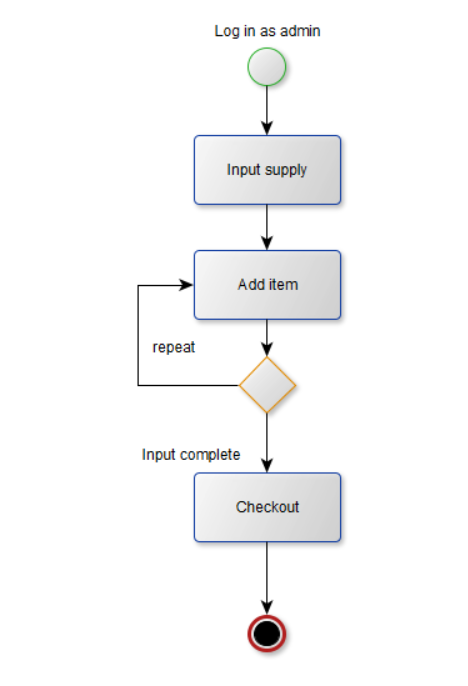 Log in as admin
Input supply
Add item
repeat
Input complete
Checkout